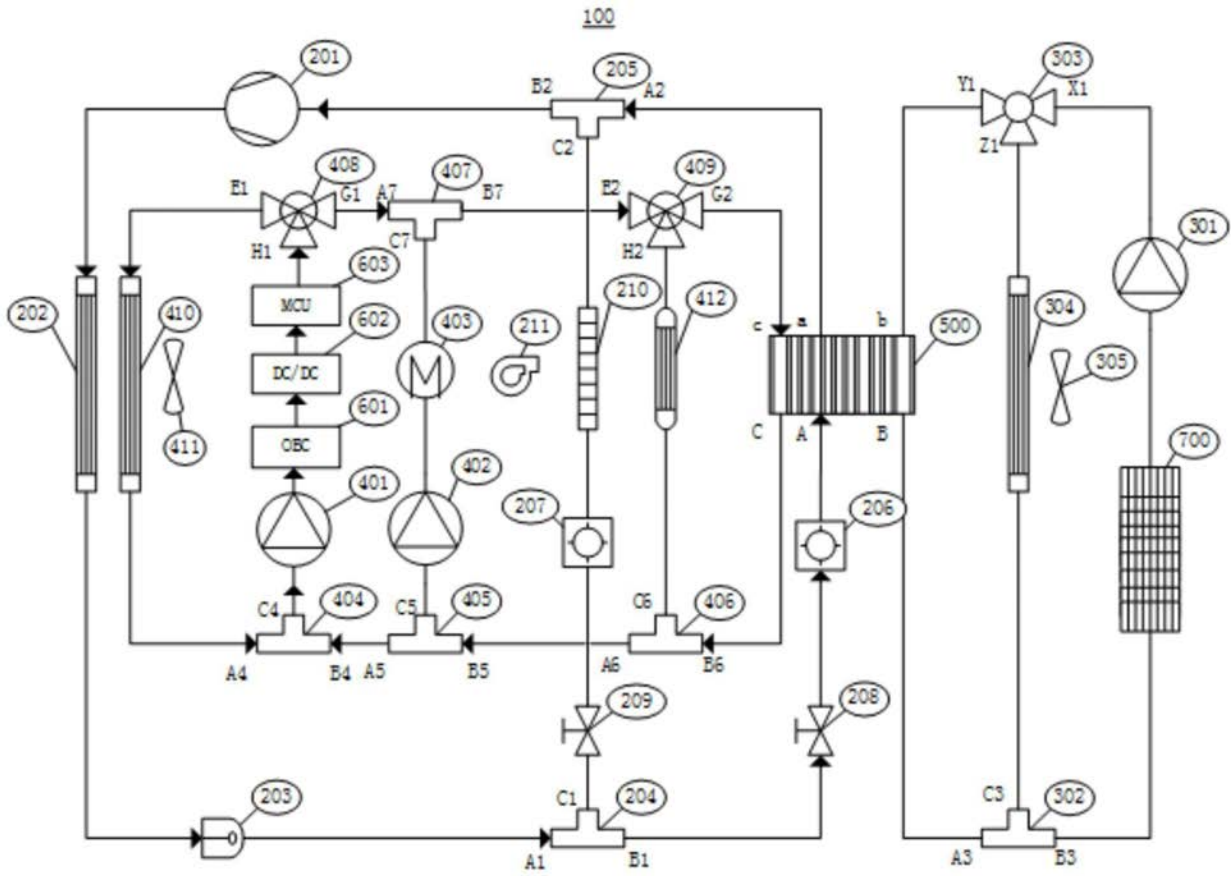 100
201
205
303
B2
A2
Y1
X1
C2
Z1
408
407
409
E1
G1
A7
B7
E2
G2
301
H1
C7
H2
603
MCU
202
410
210
412
602
403
211
c
a
b
500
304
DC/DC
305
601
411
OBC
C
A
B
700
401
402
207
206
C4
404
C5
405
C6
406
A4
B4
A5
B5
A6
B6
209
208
203
C1
204
C3
302
A1
B1
A3
B3